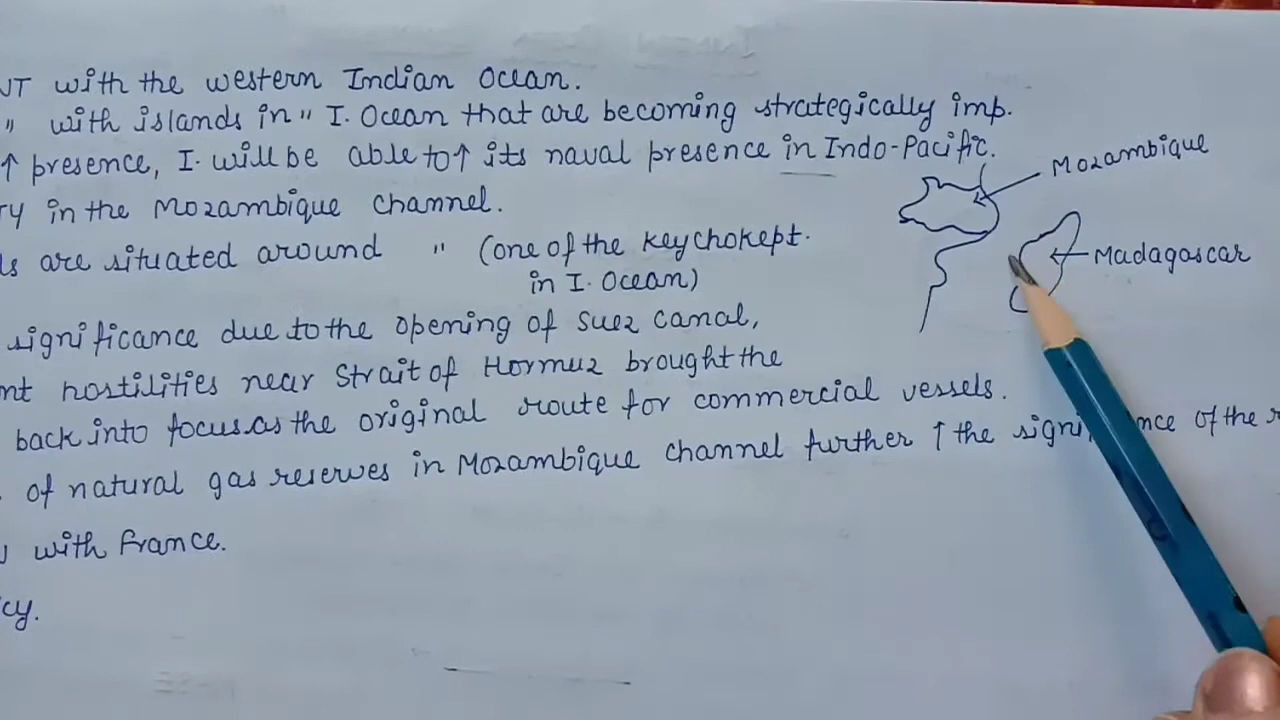 with the western Indian Ocean.
" with islands in " I. Ocean that are becoming strategically imp.
↑ presence, I. will be able to ↑ its naval presence in Indo-Pacific.
Mozambique
in the Mozambique channel.
are situated around " (one of the key chokept.
in I. Ocean)
Madagascar
significance due to the opening of Suez canal,
hostilities near Strait of Hormuz brought the
back into focus as the original route for commercial vessels.
of natural gas reserves in Mozambique channel further ↑ the of the
with France.